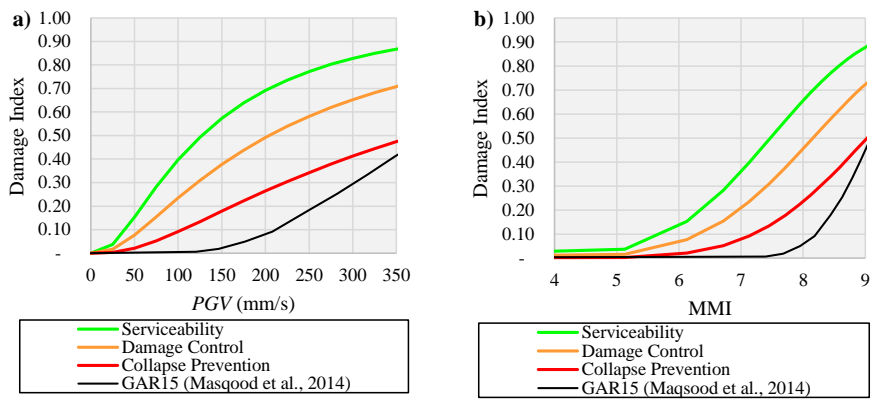 a)
1.00
0.90
0.80
0.70
0.60
0.50
0.40
0.30
0.20
0.10
-
Damage Index
0 50 100 150 200 250 300 350
PGV (mm/s)
Serviceability
Damage Control
Collapse Prevention
GAR15 (Masqood et al., 2014)
b)
1.00
0.90
0.80
0.70
0.60
0.50
0.40
0.30
0.20
0.10
-
Damage Index
4 5 6 7 8 9
MMI
Serviceability
Damage Control
Collapse Prevention
GAR15 (Maqsood et al., 2014)